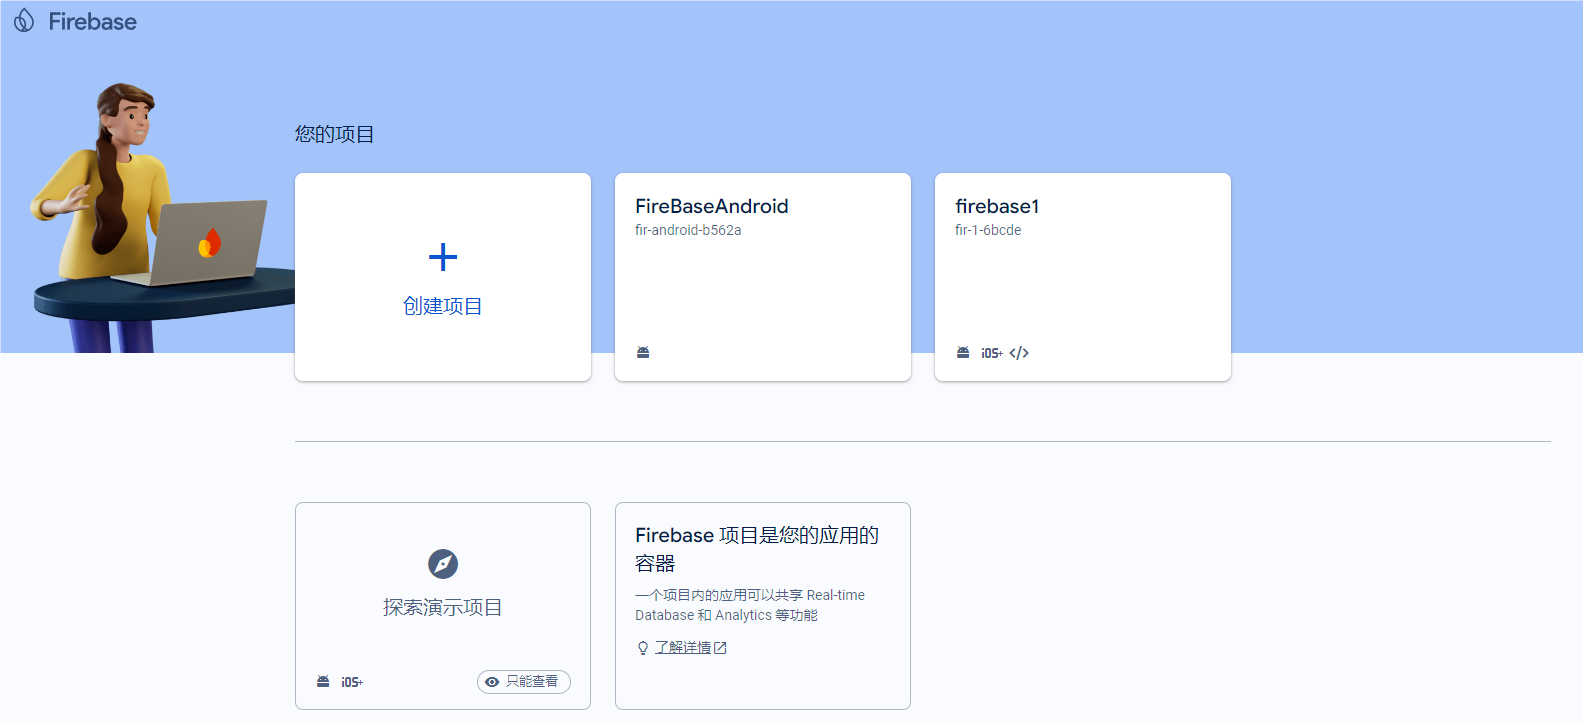 Firebase
您的项目
创建项目
FireBaseAndroid
fir-android-b562a
firebase1
fir-1-6bcde
iOS+
探索演示项目
iOS+
只能查看
Firebase 项目是您的应用的
容器
一个项目内的应用可以共享 Real-time
Database 和 Analytics 等功能
了解详情